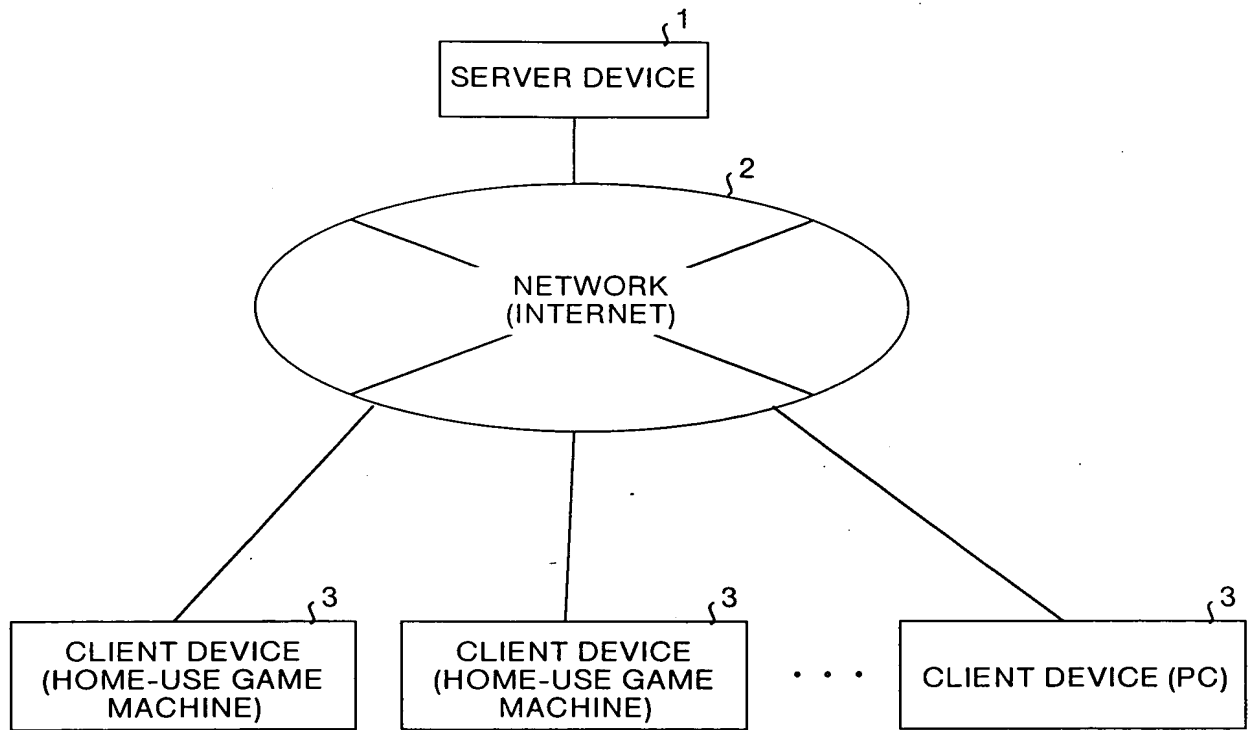 1
SERVER DEVICE
2
NETWORK
(INTERNET)
3
CLIENT DEVICE
(HOME-USE GAME
MACHINE)
3
CLIENT DEVICE
(HOME-USE GAME
MACHINE)
. . .
3
CLIENT DEVICE (PC)